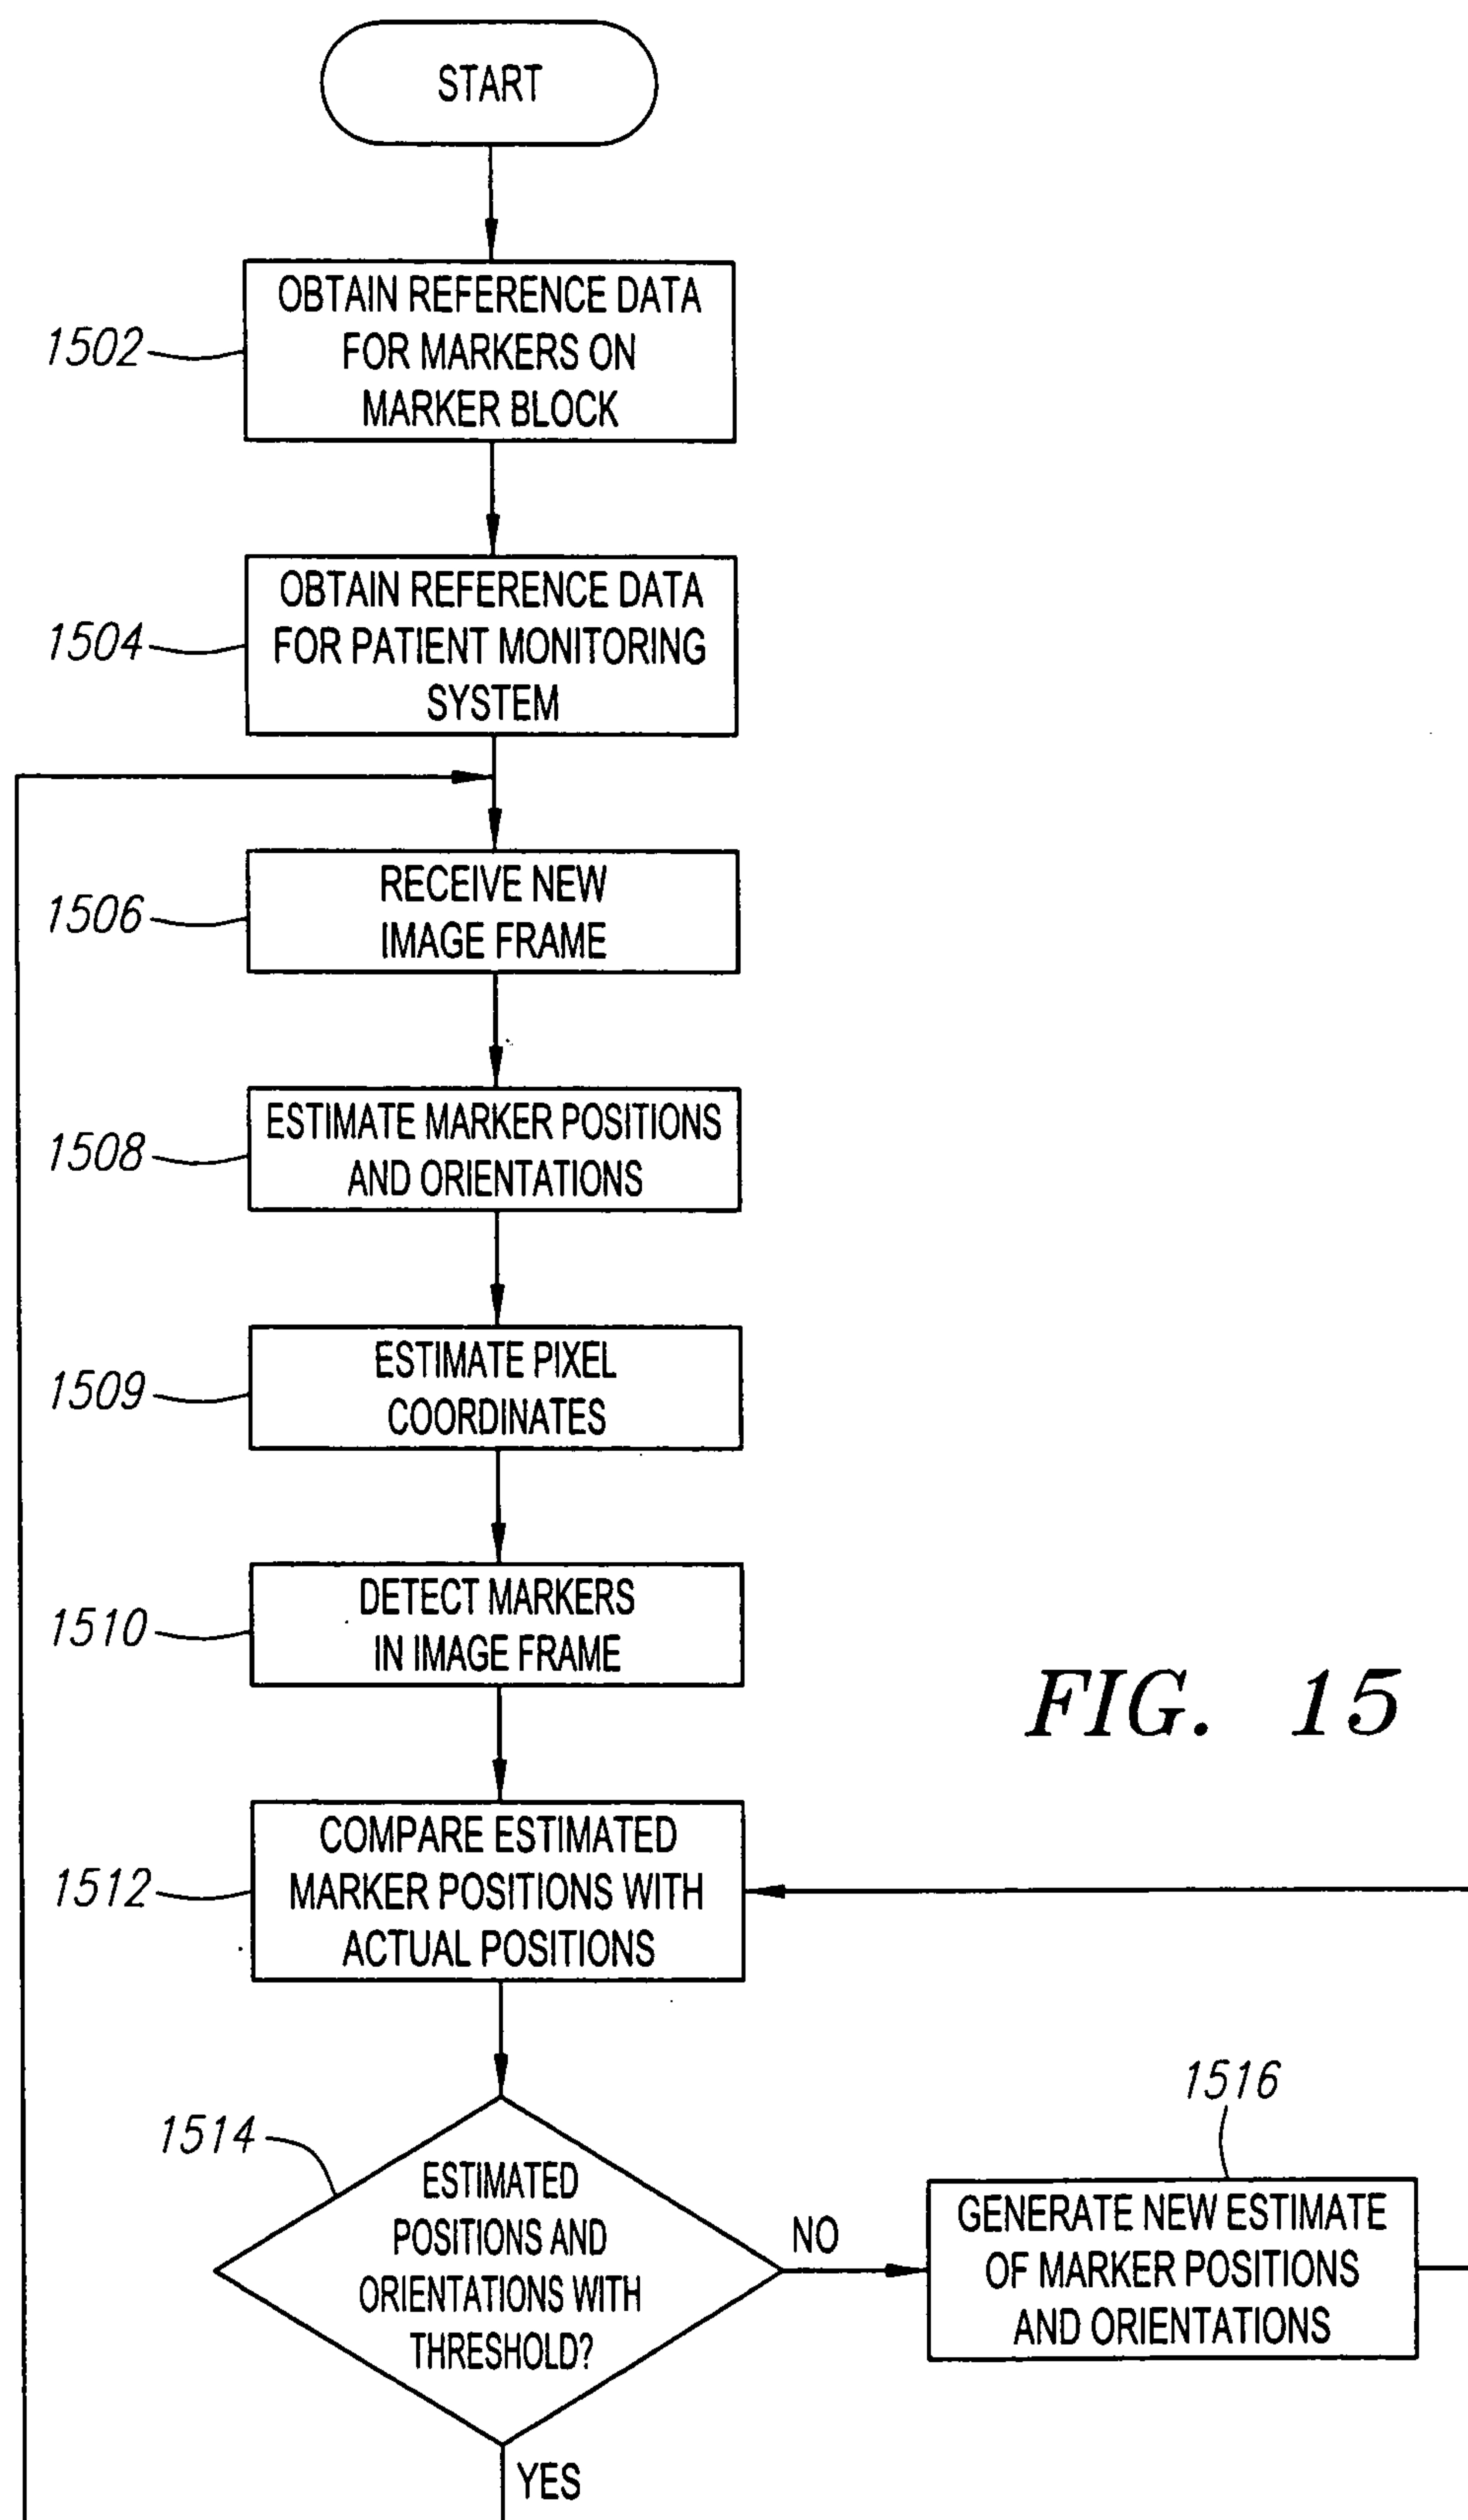 START
OBTAIN REFERENCE DATA
FOR MARKERS ON
MARKER BLOCK
1502
OBTAIN REFERENCE DATA
FOR PATIENT MONITORING
SYSTEM
1504
RECEIVE NEW
IMAGE FRAME
1506
ESTIMATE MARKER POSITIONS
AND ORIENTATIONS
1508
ESTIMATE PIXEL
COORDINATES
1509
DETECT MARKERS
IN IMAGE FRAME
1510
FIG. 15
COMPARE ESTIMATED
MARKER POSITIONS WITH
ACTUAL POSITIONS
1512
1514
ESTIMATED
POSITIONS AND
ORIENTATIONS WITH
THRESHOLD?
NO
1516
GENERATE NEW ESTIMATE
OF MARKER POSITIONS
AND ORIENTATIONS
YES